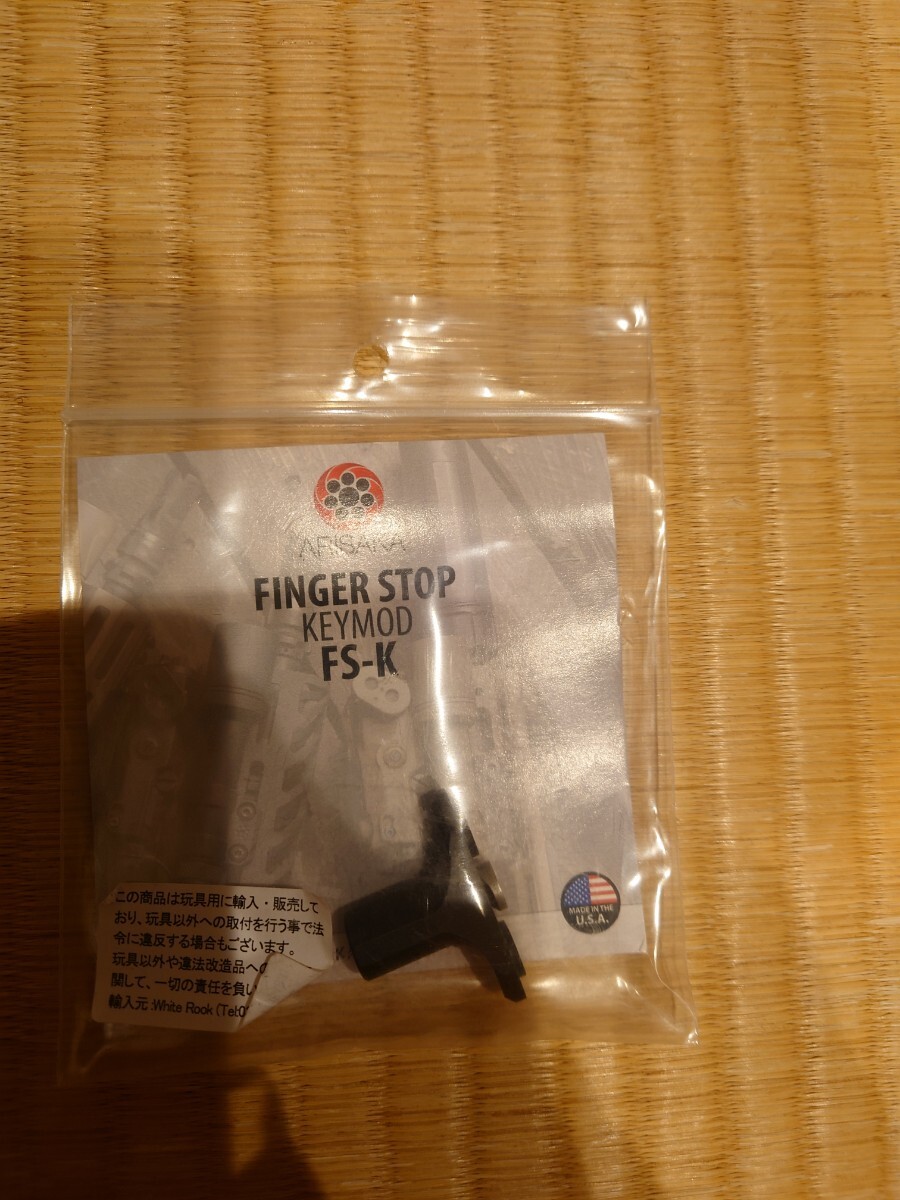 ARISAKA
FINGER STOP
KEYMOD
FS-K
MADE IN THE
U.S.A.
この商品は玩具用に輸入・販売して
おり、玩具以外への取付を行う事で法
令に違反する場合もございます。
玩具以外や違法改造品への
関して、一切の責任を負い
輸入元:White Rook (Tel:0